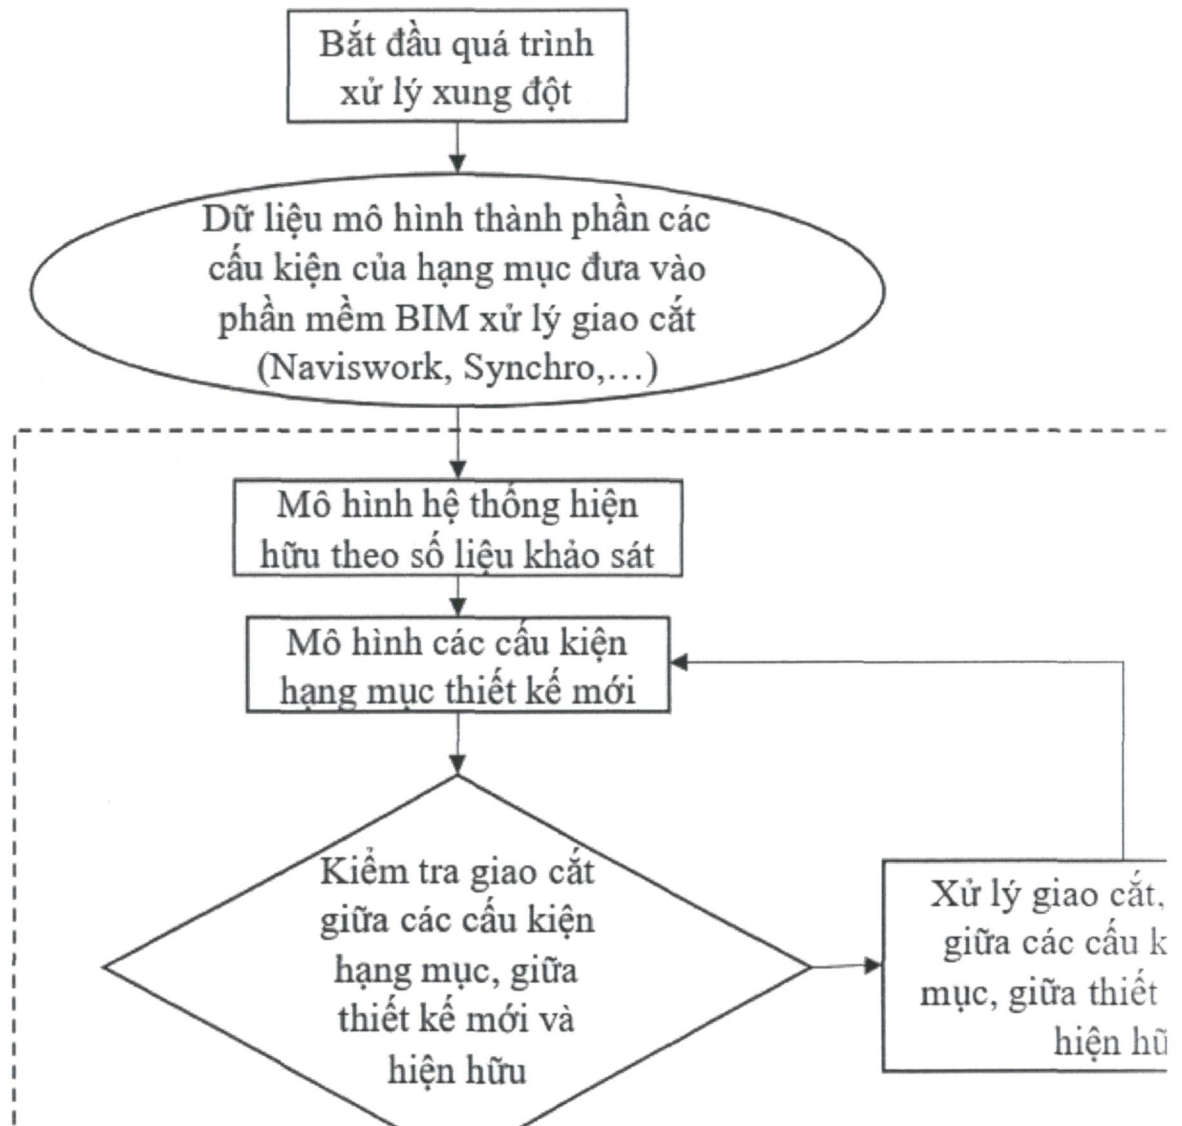 Bắt đầu quá trình
xử lý xung đột
Dữ liệu mô hình thành phần các
cấu kiện của hạng mục đưa vào
phần mềm BIM xử lý giao cắt
(Naviswork, Synchro,...)
Mô hình hệ thống hiện
hữu theo số liệu khảo sát
Mô hình các cấu kiện
hạng mục thiết kế mới
Kiểm tra giao cắt
giữa các cấu kiện
hạng mục, giữa
thiết kế mới và
hiện hữu
Xử lý giao cắt,
giữa các cấu k
mục, giữa thiết
hiện hữ